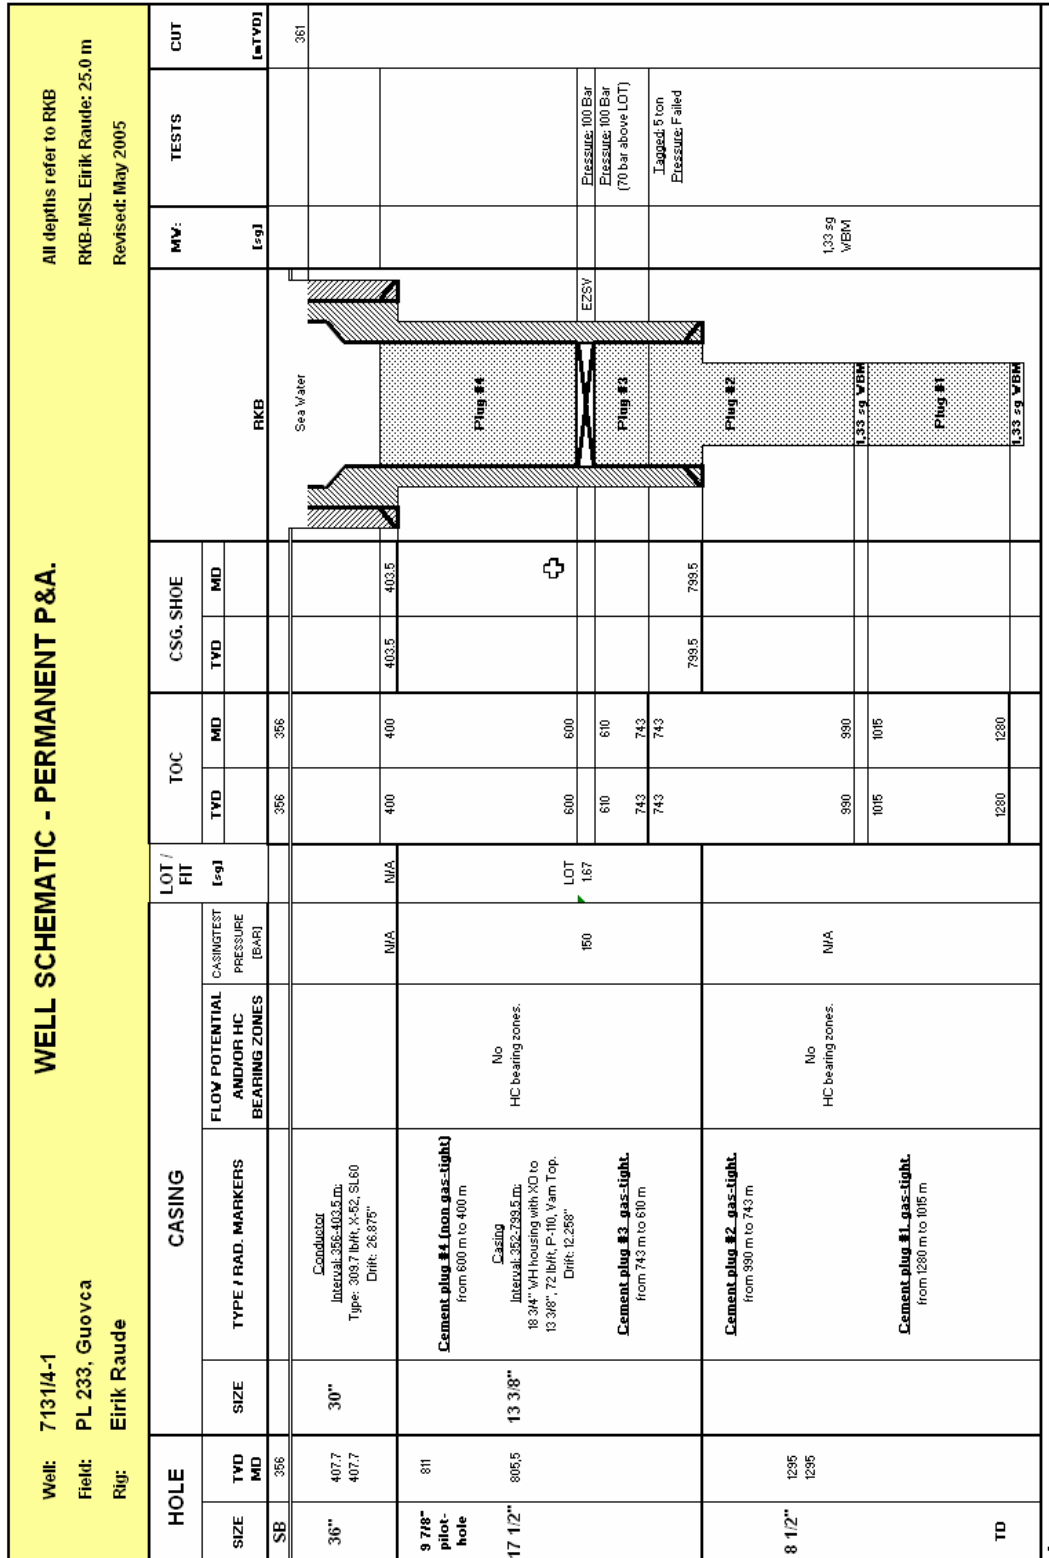 WELL SCHEMATIC - PERMANENT P&A.
Well: 7131/4-1
Field: PL 233, Guovca
Rig: Eirik Raude
All depths refer to RKB
RKB-MSL Eirik Raude: 25.0 m
Revised: May 2005
HOLE
CASING
LOT / FIT
TOC
CSG. SHOE
RKB
MW:
TESTS
CUT
SIZE
TVD
MD
SIZE
TYPE / RAD. MARKERS
FLOW POTENTIAL
AND/OR HC
BEARING ZONES
CASINGTEST
PRESSURE
[BAR]
[sg]
TVD
MD
TVD
MD
[sg]
[mTVD]
SB
356
356
356
Sea Water
361
36"
407.7
407.7
30"
Conductor
Interval: 356-403.5 m;
Type: 309.7 lb/ft, X-52, SL60
Drift: 26.875"
N/A
N/A
400
400
403.5
403.5
9 7/8"
pilot-
hole
811
Cement plug #4 (non gas-tight)
from 600 m to 400 m
Plug #4
17 1/2"
805,5
13 3/8"
Casing
Interval: 352-799.5 m;
18 3/4" WH housing with XO to
13 3/8", 72 lb/ft, P-110, Vam Top.
Drift: 12.258"
No
HC bearing zones.
150
LOT
1.67
600
600
EZSV
Pressure: 100 Bar
Pressure: 100 Bar
(70 bar above LOT)
610
610
Cement plug #3 gas-tight.
from 743 m to 610 m
Plug #3
743
743
743
743
Tagged: 5 ton
Pressure: Failed
799.5
799.5
Cement plug #2 gas-tight.
from 990 m to 743 m
Plug #2
8 1/2"
1295
1295
No
HC bearing zones.
N/A
1,33 sg
WBM
990
990
1,33 sg WBM
1015
1015
Cement plug #1. gas-tight.
from 1280 m to 1015 m
Plug #1
TD
1280
1280
1,33 sg WBM